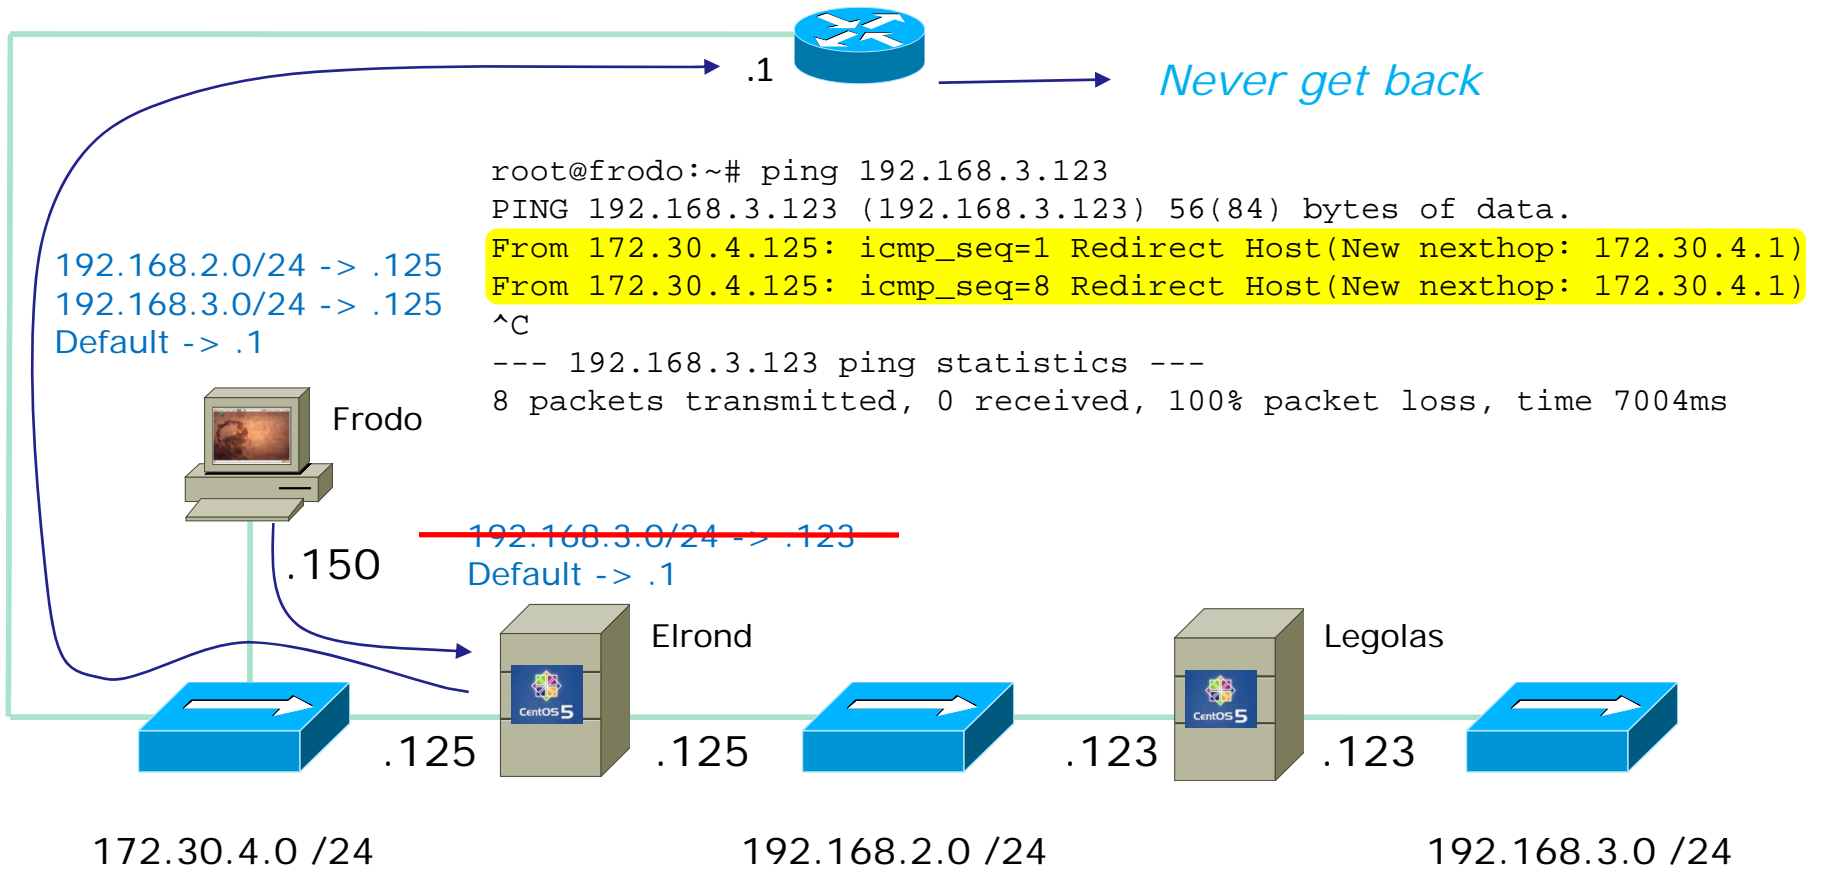 .1
Never get back
root@frodo:~# ping 192.168.3.123
PING 192.168.3.123 (192.168.3.123) 56(84) bytes of data.
From 172.30.4.125: icmp_seq=1 Redirect Host(New nexthop: 172.30.4.1)
From 172.30.4.125: icmp_seq=8 Redirect Host(New nexthop: 172.30.4.1)
^C
--- 192.168.3.123 ping statistics ---
8 packets transmitted, 0 received, 100% packet loss, time 7004ms
192.168.2.0/24 -> .125
192.168.3.0/24 -> .125
Default -> .1
Frodo
.150
192.168.3.0/24 -> .123
Default -> .1
Elrond
Legolas
CentOS 5
CentOS 5
.125
.125
.123
.123
172.30.4.0 /24
192.168.2.0 /24
192.168.3.0 /24